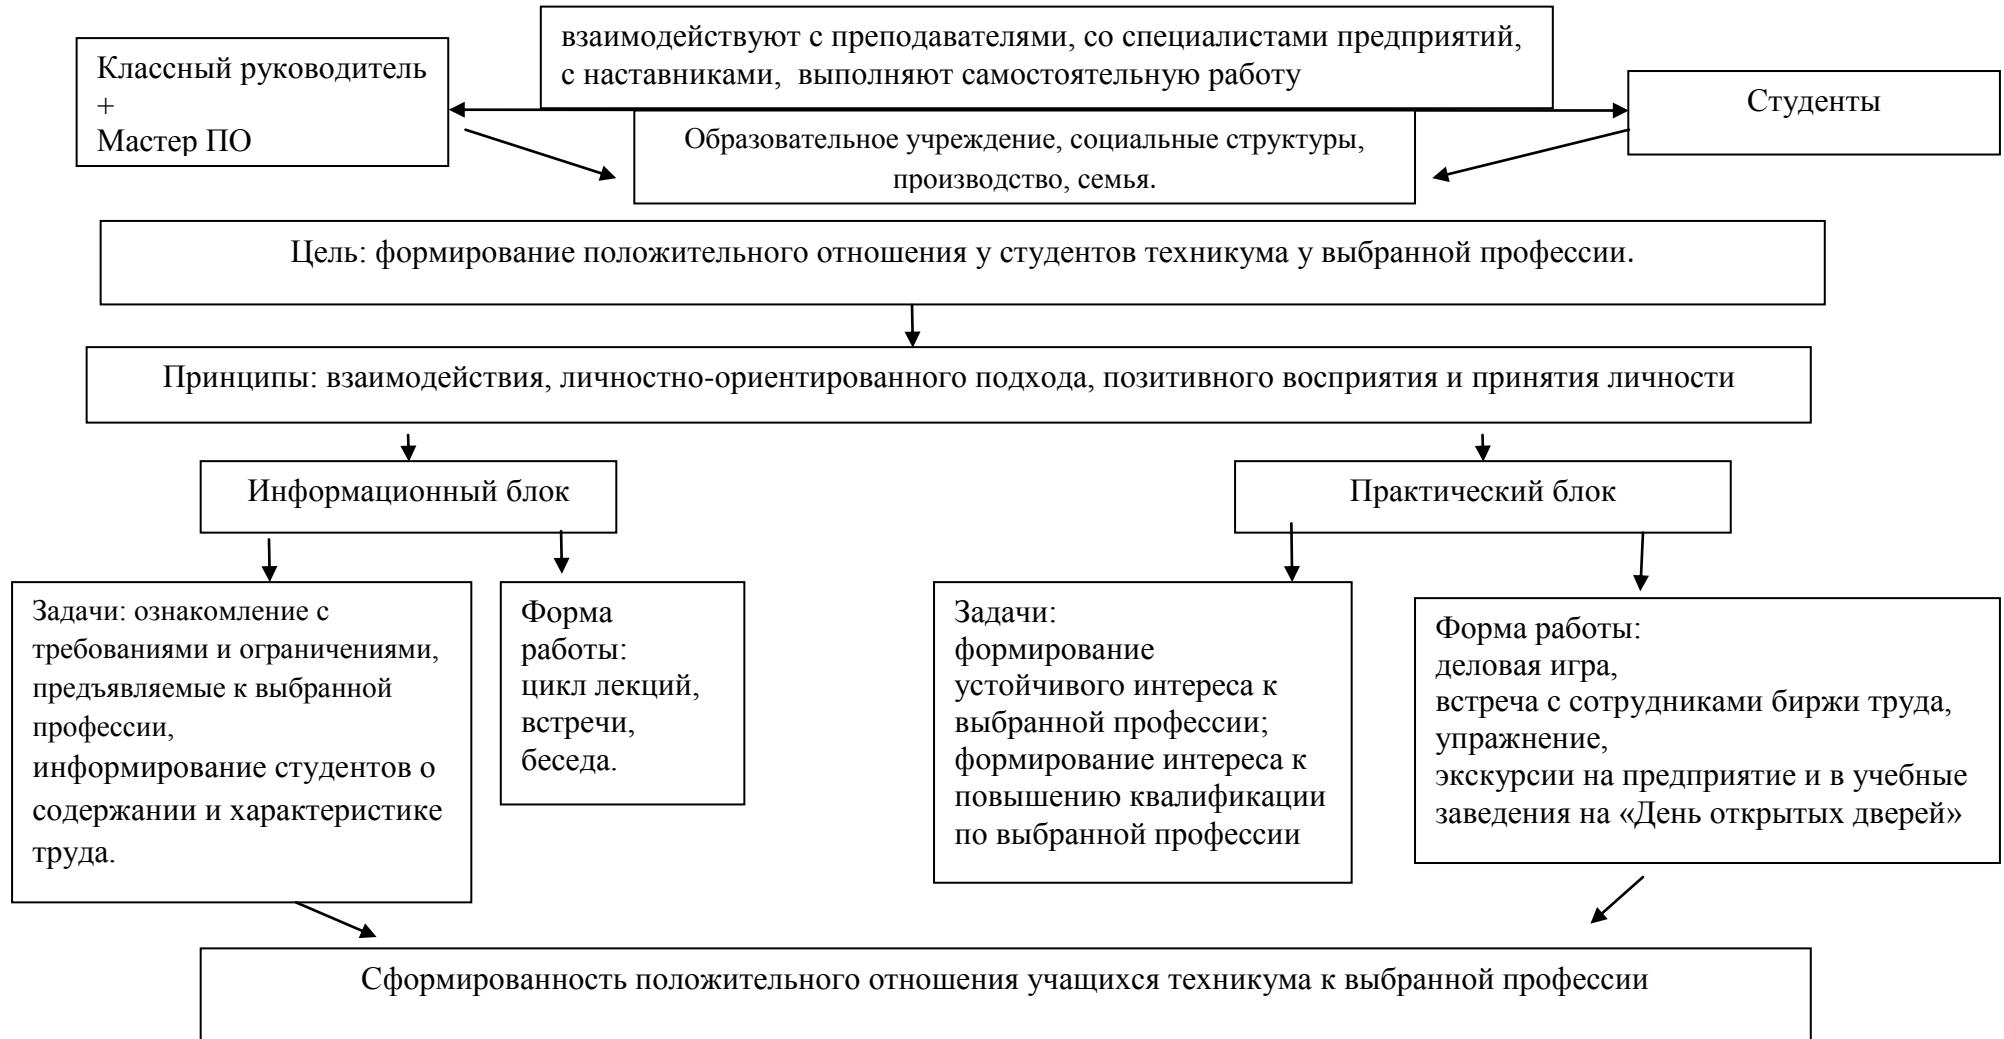 Классный руководитель
+
Мастер ПО
взаимодействуют с преподавателями, со специалистами предприятий,
с наставниками, выполняют самостоятельную работу
Студенты
Образовательное учреждение, социальные структуры,
производство, семья.
Цель: формирование положительного отношения у студентов техникума у выбранной профессии.
Принципы: взаимодействия, личностно-ориентированного подхода, позитивного восприятия и принятия личности
Информационный блок
Практический блок
Задачи: ознакомление с
требованиями и ограничениями,
предъявляемые к выбранной
профессии,
информирование студентов о
содержании и характеристике
труда.
Форма
работы:
цикл лекций,
встречи,
беседа.
Задачи:
формирование
устойчивого интереса к
выбранной профессии;
формирование интереса к
повышению квалификации
по выбранной профессии
Форма работы:
деловая игра,
встреча с сотрудниками биржи труда,
упражнение,
экскурсии на предприятие и в учебные
заведения на «День открытых дверей»
Сформированность положительного отношения учащихся техникума к выбранной профессии